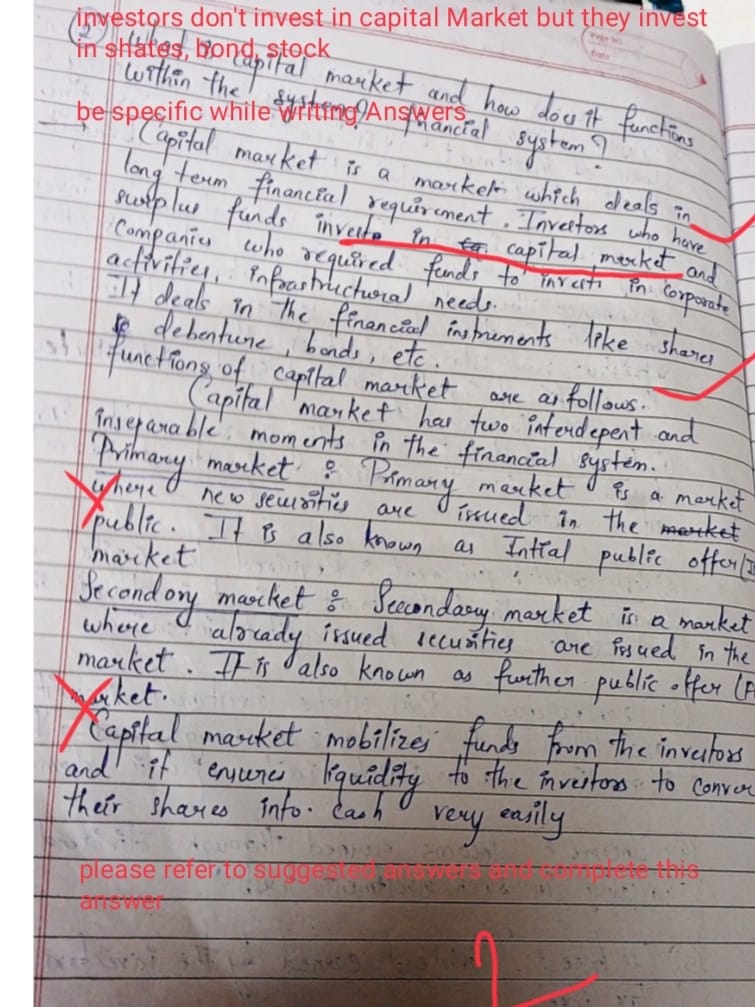 investors don't invest in capital Market but they invest
in shates, bond, stock
be specific while writing Answers
(2) What is capital market and how does it functions
within the financial system?
Capital market is a market which deals in
long term financial requirement. Investors who have
surplus funds invests in capital market and
Companies who required funds to invests in corporate
activities, infrastructural needs.
It deals in the financial instruments like shares
debenture, bonds, etc.
functions of capital market are as follows.
Capital market has two interdepent and
inseparable moments in the financial system.
Primary market : Primary market is a market
where new securities are issued in the market
public. It is also known as Intial public offer (I
market
Secondory market : Seecondary market is a market
where already issued securities are issued in the
market. It is also known as further public offer (F
market.
Capital market mobilizes funds from the investors
and it ensures liquidity to the investors to conver
their shares into cash very easily
please refer to suggested answers and complete this
answer
2